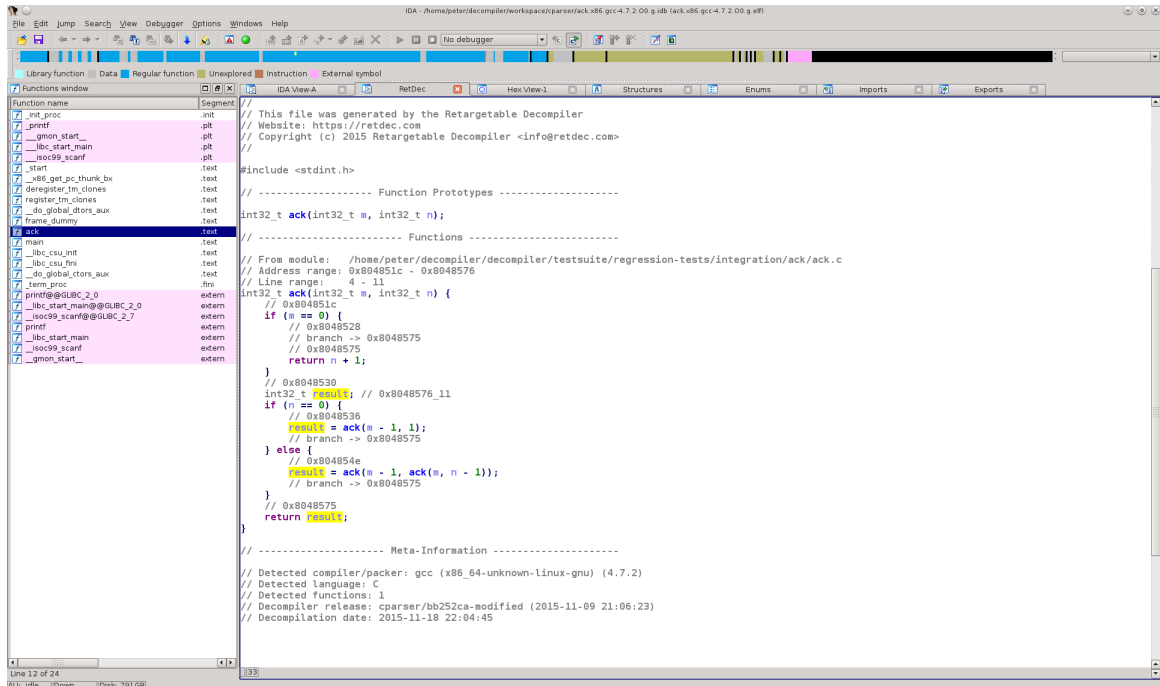 IDA - /home/peter/decompiler/workspace/cparser/ack.x86.gcc-4.7.2.O0.g.idb (ack.x86.gcc-4.7.2.O0.g.elf)
File Edit Jump Search View Debugger Options Windows Help
No debugger
Library function Data Regular function Unexplored Instruction External symbol
Functions window
IDA View-A RetDec Hex View-1 Structures Enums Imports Exports
Function name Segment
_init_proc .init
_printf .plt
___gmon_start__ .plt
___libc_start_main .plt
___isoc99_scanf .plt
_start .text
__x86_get_pc_thunk_bx .text
deregister_tm_clones .text
register_tm_clones .text
__do_global_dtors_aux .text
frame_dummy .text
ack .text
main .text
__libc_csu_init .text
__libc_csu_fini .text
__do_global_ctors_aux .text
_term_proc .fini
printf@@GLIBC_2_0 extern
__libc_start_main@@GLIBC_2_0 extern
__isoc99_scanf@@GLIBC_2_7 extern
printf extern
__libc_start_main extern
__isoc99_scanf extern
__gmon_start__ extern
Line 12 of 24
//
// This file was generated by the Retargetable Decompiler
// Website: https://retdec.com
// Copyright (c) 2015 Retargetable Decompiler <info@retdec.com>
//
#include <stdint.h>
// ------------------- Function Prototypes --------------------
int32_t ack(int32_t m, int32_t n);
// ------------------------ Functions -------------------------
// From module:   /home/peter/decompiler/decompiler/testsuite/regression-tests/integration/ack/ack.c
// Address range: 0x804851c - 0x8048576
// Line range:    4 - 11
int32_t ack(int32_t m, int32_t n) {
    // 0x804851c
    if (m == 0) {
        // 0x8048528
        // branch -> 0x8048575
        // 0x8048575
        return n + 1;
    }
    // 0x8048530
    int32_t result; // 0x8048576_11
    if (n == 0) {
        // 0x8048536
        result = ack(m - 1, 1);
        // branch -> 0x8048575
    } else {
        // 0x804854e
        result = ack(m - 1, ack(m, n - 1));
        // branch -> 0x8048575
    }
    // 0x8048575
    return result;
}
// --------------------- Meta-Information ---------------------
// Detected compiler/packer: gcc (x86_64-unknown-linux-gnu) (4.7.2)
// Detected language: C
// Detected functions: 1
// Decompiler release: cparser/bb252ca-modified (2015-11-09 21:06:23)
// Decompilation date: 2015-11-18 22:04:45
33
AU: idle Down Disk: 791GB